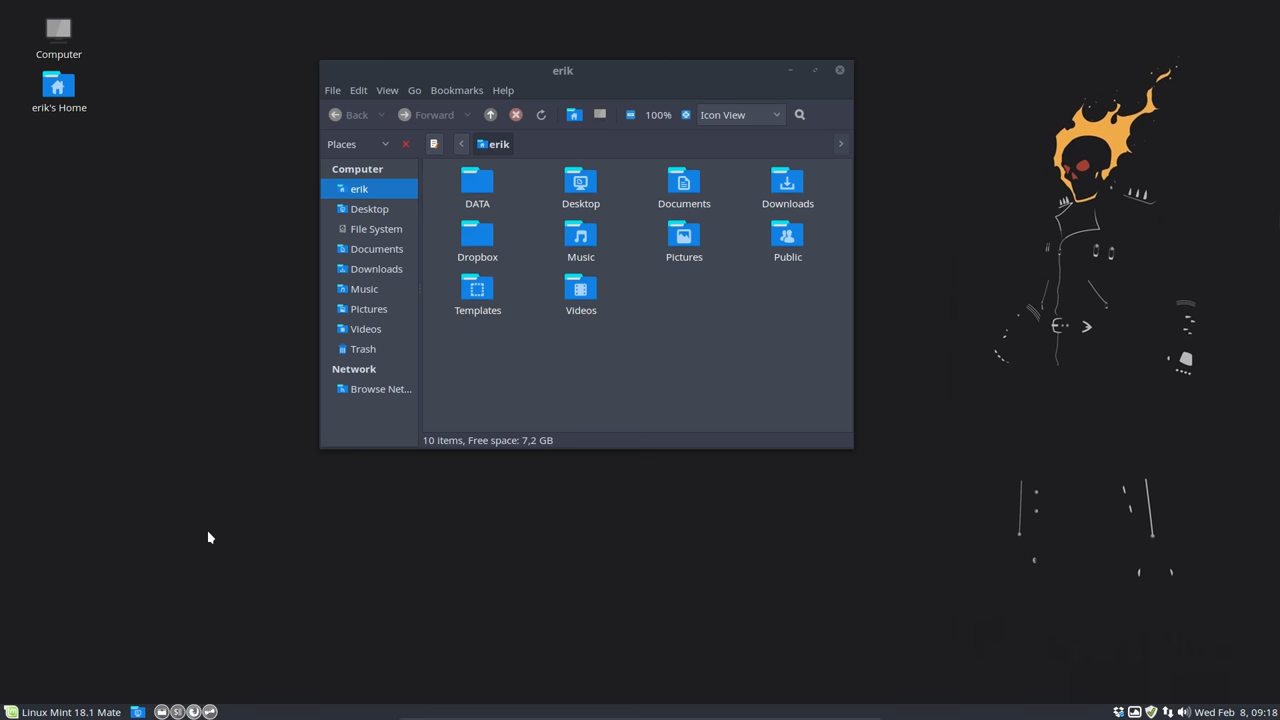 Computer
erik's Home
erik
File Edit View Go Bookmarks Help
Back Forward 100% Icon View
Places erik
Computer
erik
Desktop
File System
Documents
Downloads
Music
Pictures
Videos
Trash
Network
Browse Net...
DATA Desktop Documents Downloads
Dropbox Music Pictures Public
Templates Videos
10 items, Free space: 7,2 GB
Linux Mint 18.1 Mate Wed Feb 8, 09:18